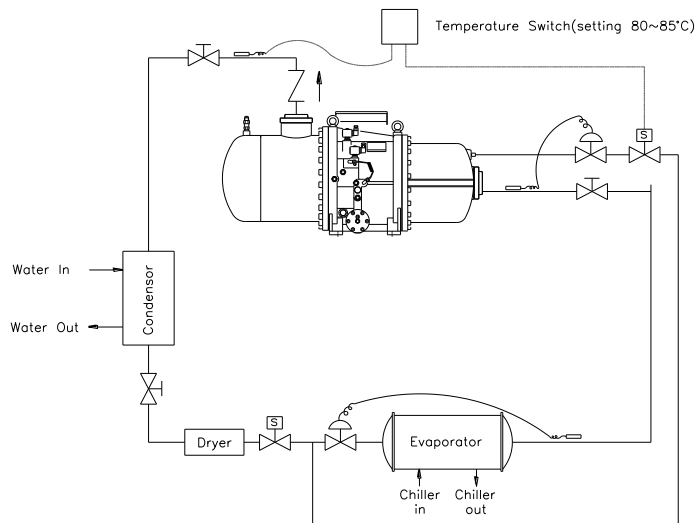 Temperature Switch(setting 80~85°C)
S
Water In
Water Out
Condensor
S
Dryer
Evaporator
Chiller
in
Chiller
out